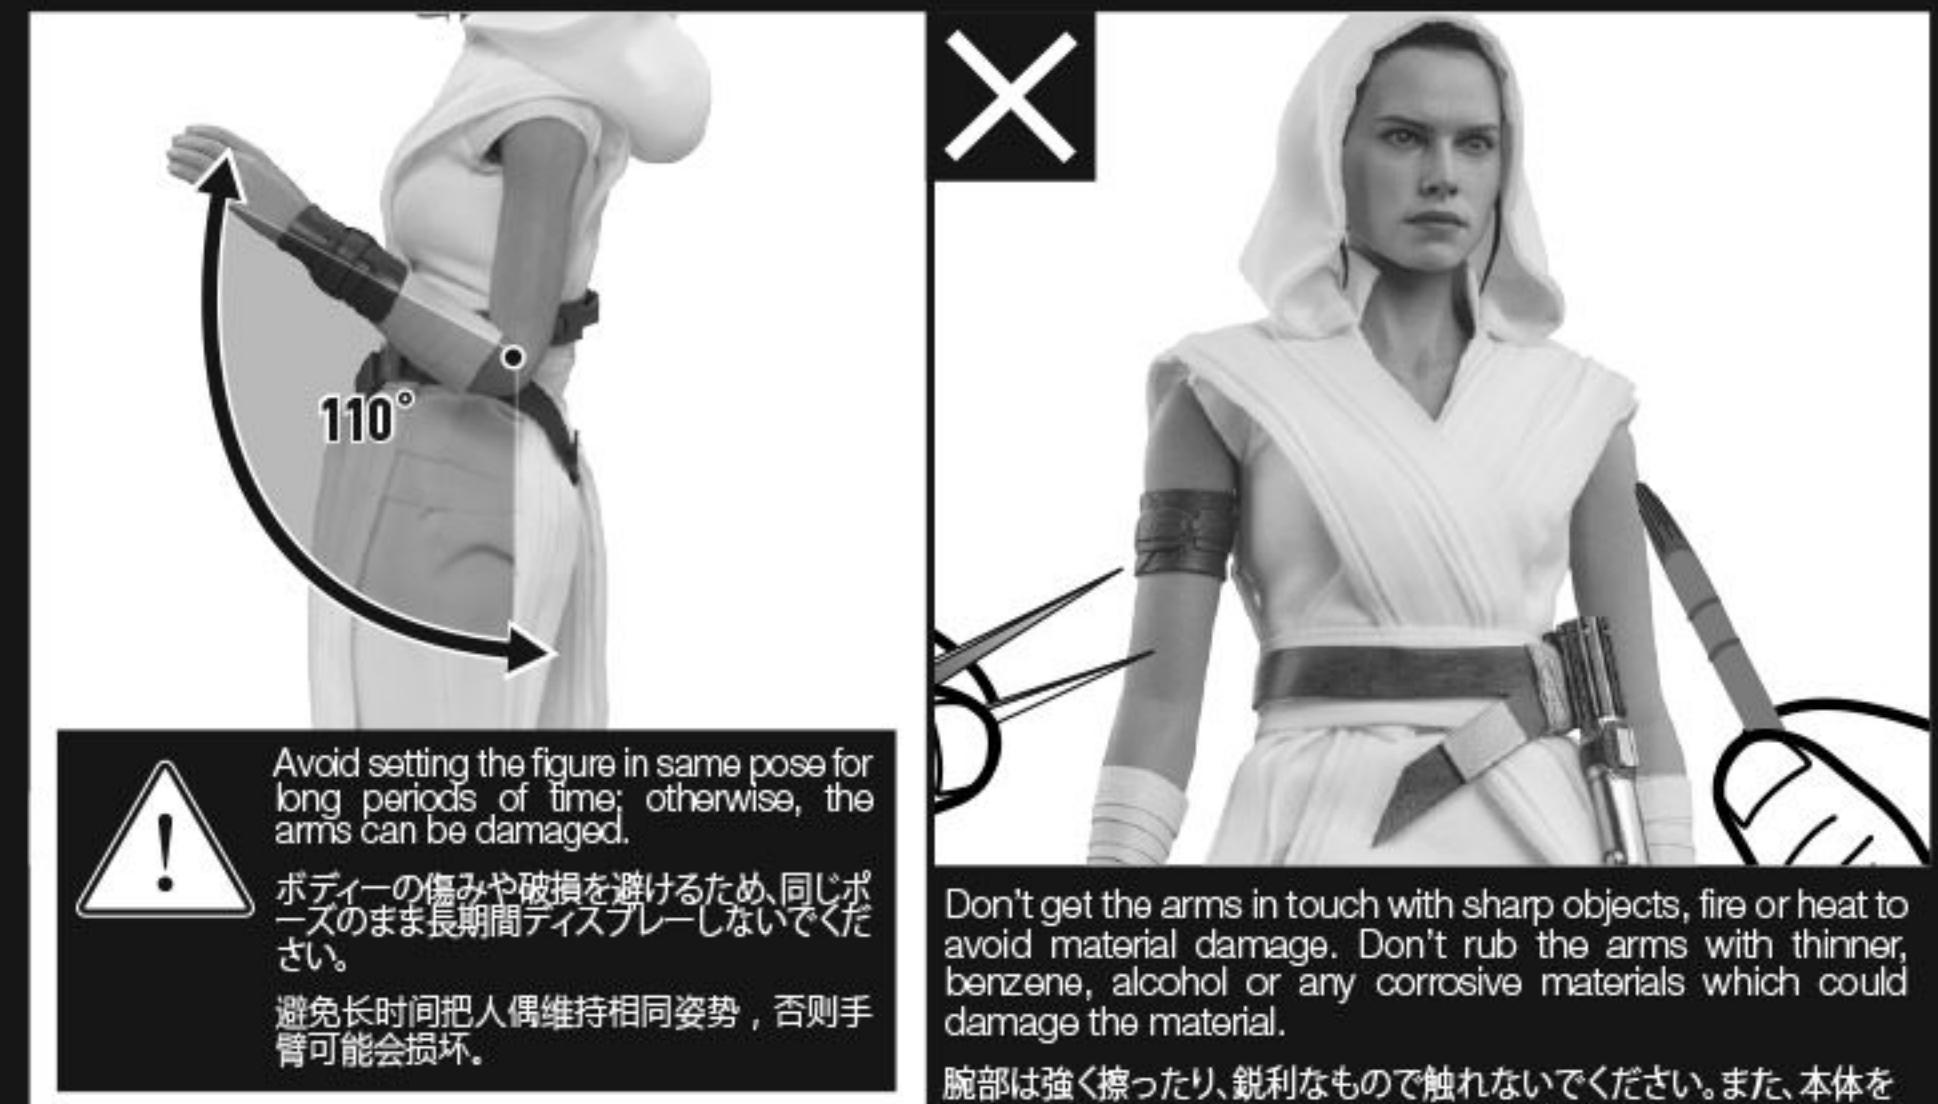 110°
Avoid setting the figure in same pose for
long periods of time; otherwise, the
arms can be damaged.
ボディーの傷みや破損を避けるため、同じポ
ーズのまま長期間ディスプレーしないでくだ
さい。
避免长时间把人偶维持相同姿势，否则手
臂可能会损坏。
Don't get the arms in touch with sharp objects, fire or heat to
avoid material damage. Don't rub the arms with thinner,
benzene, alcohol or any corrosive materials which could
damage the material.
腕部は強く擦ったり、鋭利なもので触れないでください。また、本体を